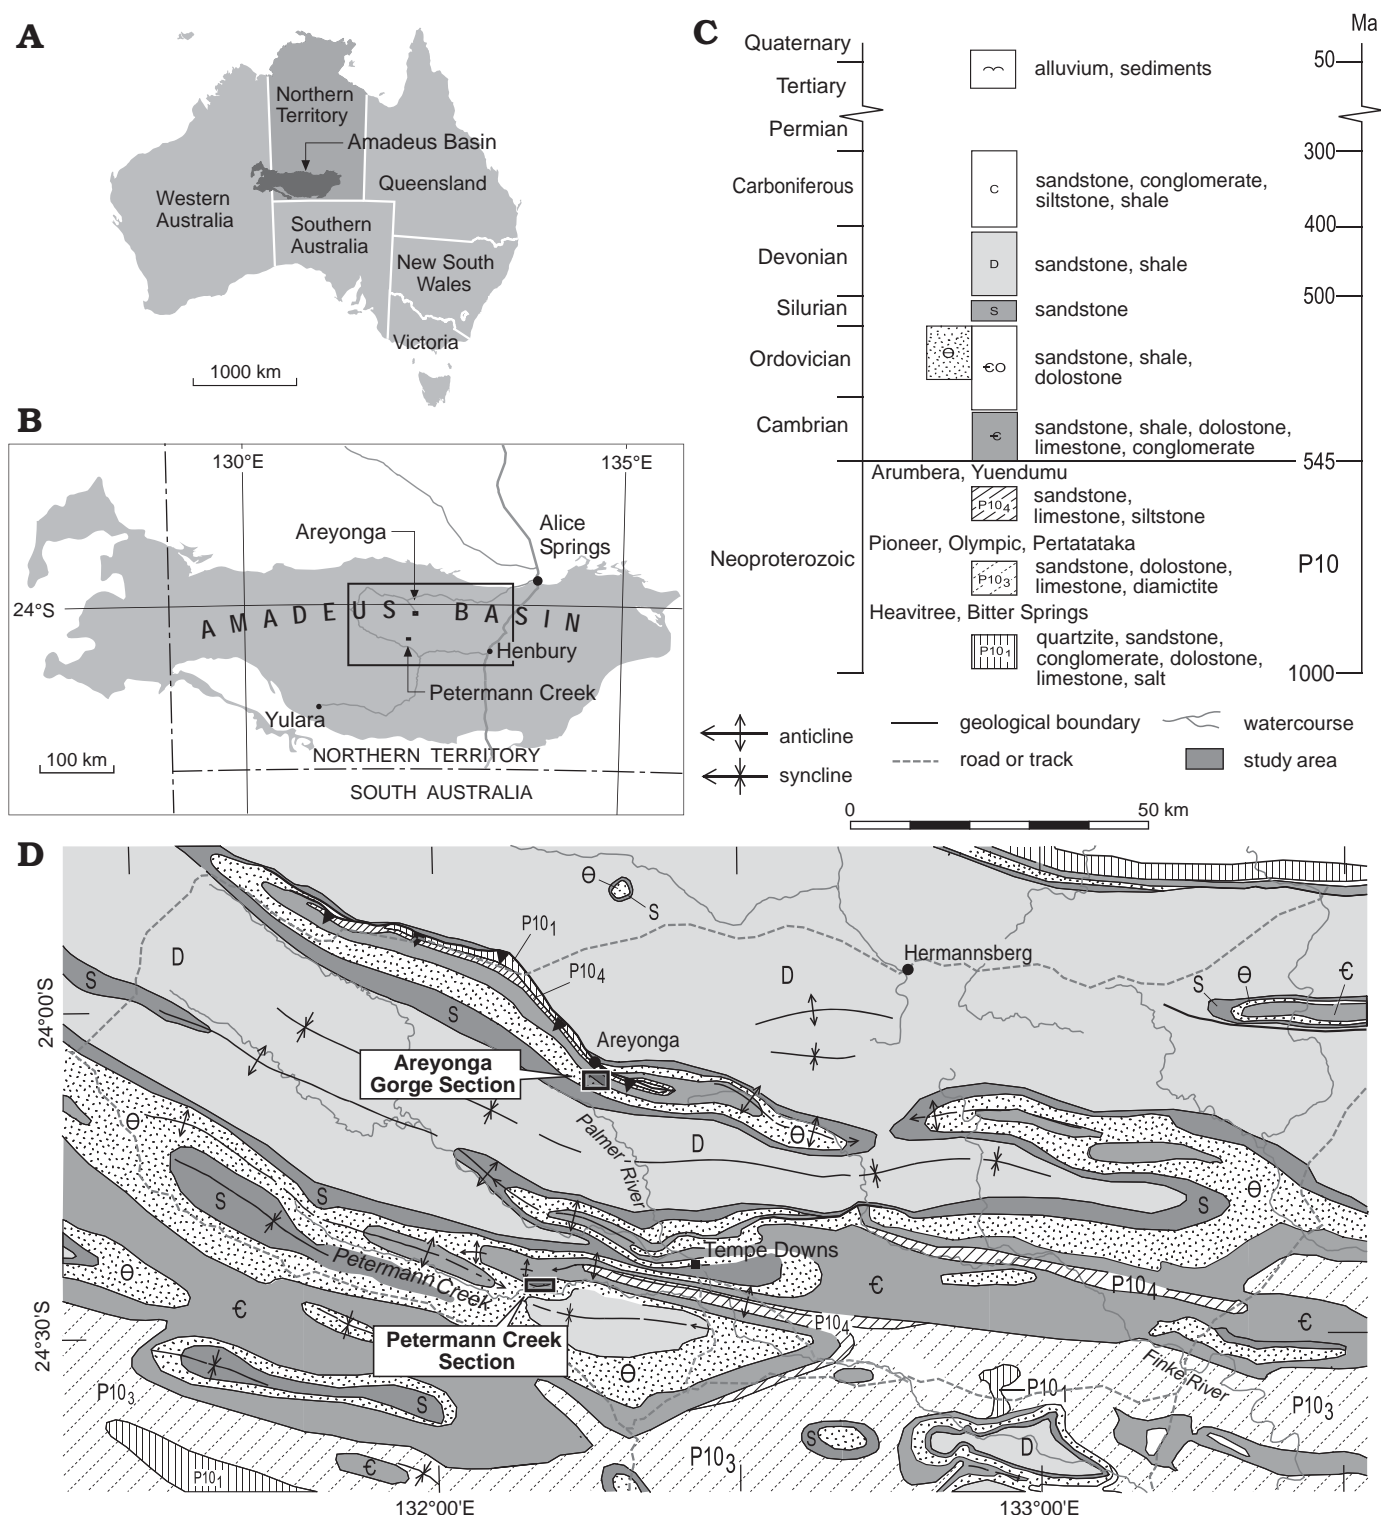 A
Northern
Territory
Amadeus Basin
Western
Australia
Queensland
Southern
Australia
New South
Wales
Victoria
1000 km
B
130°E
135°E
Areyonga
Alice
Springs
24°S
AMADEUS BASIN
Henbury
Petermann Creek
Yulara
NORTHERN TERRITORY
100 km
SOUTH AUSTRALIA
C
Ma
Quaternary
50
alluvium, sediments
Tertiary
Permian
300
Carboniferous
C
sandstone, conglomerate,
siltstone, shale
400
Devonian
D
sandstone, shale
500
Silurian
S
sandstone
Ordovician
Ɵ
ЄO
sandstone, shale,
dolostone
Cambrian
Є
sandstone, shale, dolostone,
limestone, conglomerate
545
Arumbera, Yuendumu
P10₄
sandstone,
limestone, siltstone
Pioneer, Olympic, Pertatataka
Neoproterozoic
P10₃
sandstone, dolostone,
limestone, diamictite
P10
Heavitree, Bitter Springs
P10₁
quartzite, sandstone,
conglomerate, dolostone,
limestone, salt
1000
anticline
geological boundary
watercourse
syncline
road or track
study area
0
50 km
D
Ɵ
S
P10₁
D
P10₄
Hermannsberg
D
S
Ɵ
Є
S
24°00'S
S
Areyonga
Areyonga
Gorge Section
Palmer River
Ɵ
D
Ɵ
S
S
Ɵ
S
Petermann Creek
Tempe Downs
Ɵ
Є
Є
P10₄
Є
P10₄
24°30'S
Petermann Creek
Section
Ɵ
Finke River
P10₃
S
P10₁
P10₃
S
D
P10₁
Є
P10₃
132°00'E
133°00'E